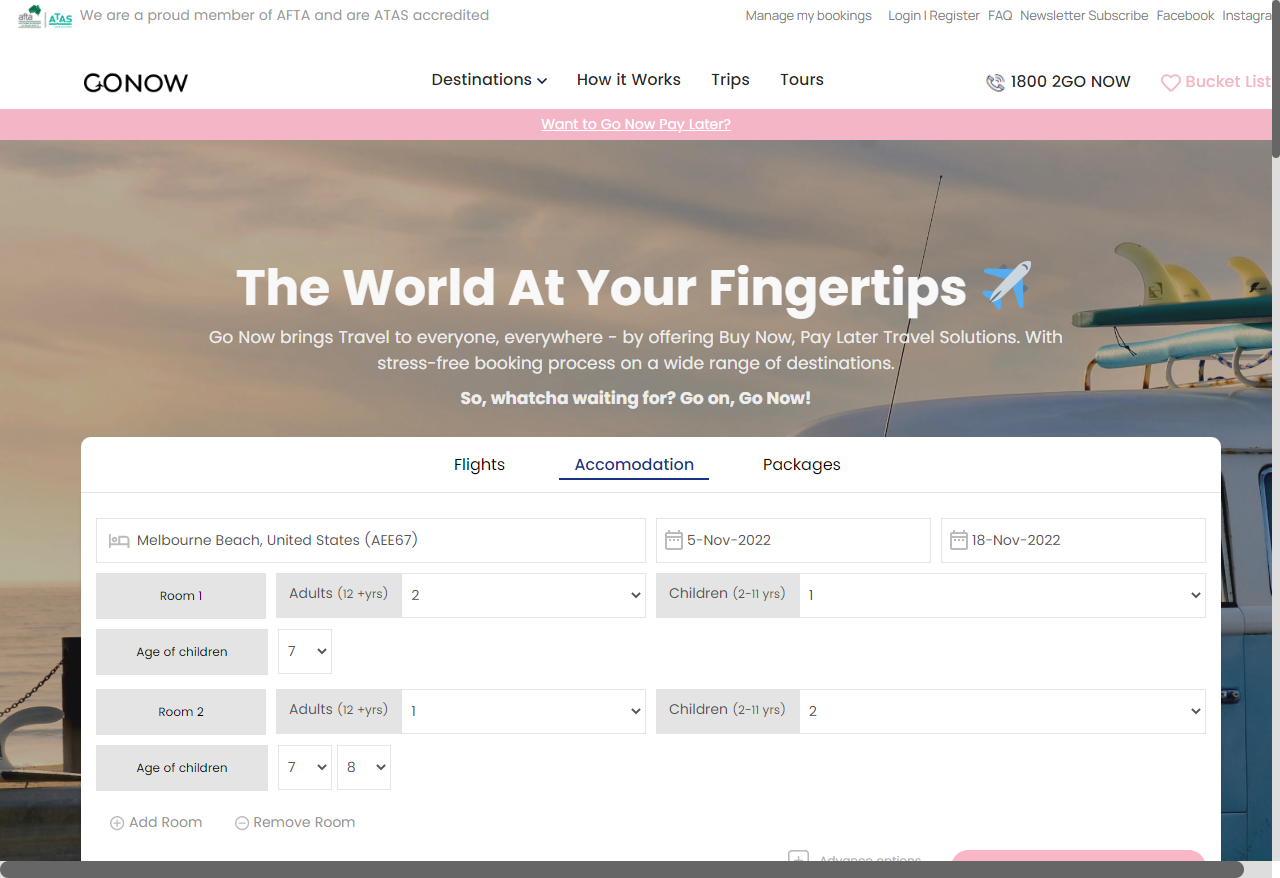 afta ATAS We are a proud member of AFTA and are ATAS accredited
Manage my bookings Login | Register FAQ Newsletter Subscribe Facebook Instagra
GONOW
Destinations How it Works Trips Tours
1800 2GO NOW
Bucket List
Want to Go Now Pay Later?
The World At Your Fingertips
Go Now brings Travel to everyone, everywhere - by offering Buy Now, Pay Later Travel Solutions. With
stress-free booking process on a wide range of destinations.
So, whatcha waiting for? Go on, Go Now!
Flights Accomodation Packages
Melbourne Beach, United States (AEE67) 5-Nov-2022 18-Nov-2022
Room 1 Adults (12 +yrs) 2 Children (2-11 yrs) 1
Age of children 7
Room 2 Adults (12 +yrs) 1 Children (2-11 yrs) 2
Age of children 7 8
Add Room Remove Room
Advance options